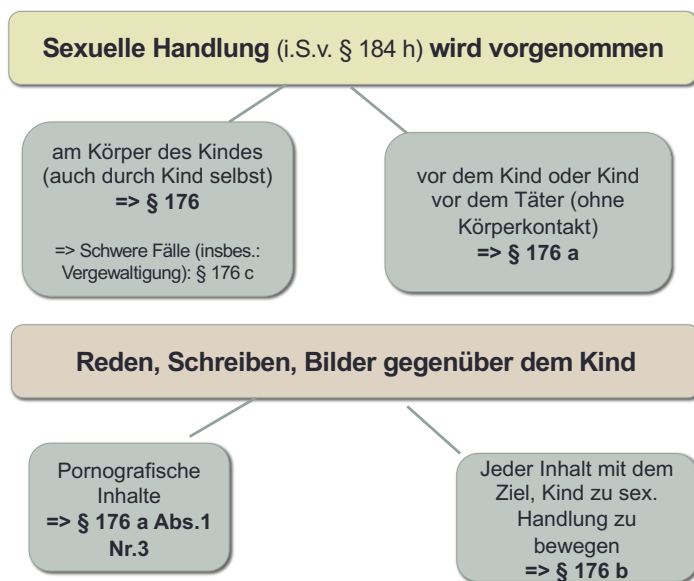 Sexuelle Handlung (i.S.v. § 184 h) wird vorgenommen
am Körper des Kindes
(auch durch Kind selbst)
=> § 176
=> Schwere Fälle (insbes.:
Vergewaltigung): § 176 c
vor dem Kind oder Kind
vor dem Täter (ohne
Körperkontakt)
=> § 176 a
Reden, Schreiben, Bilder gegenüber dem Kind
Pornografische
Inhalte
=> § 176 a Abs.1
Nr.3
Jeder Inhalt mit dem
Ziel, Kind zu sex.
Handlung zu
bewegen
=> § 176 b